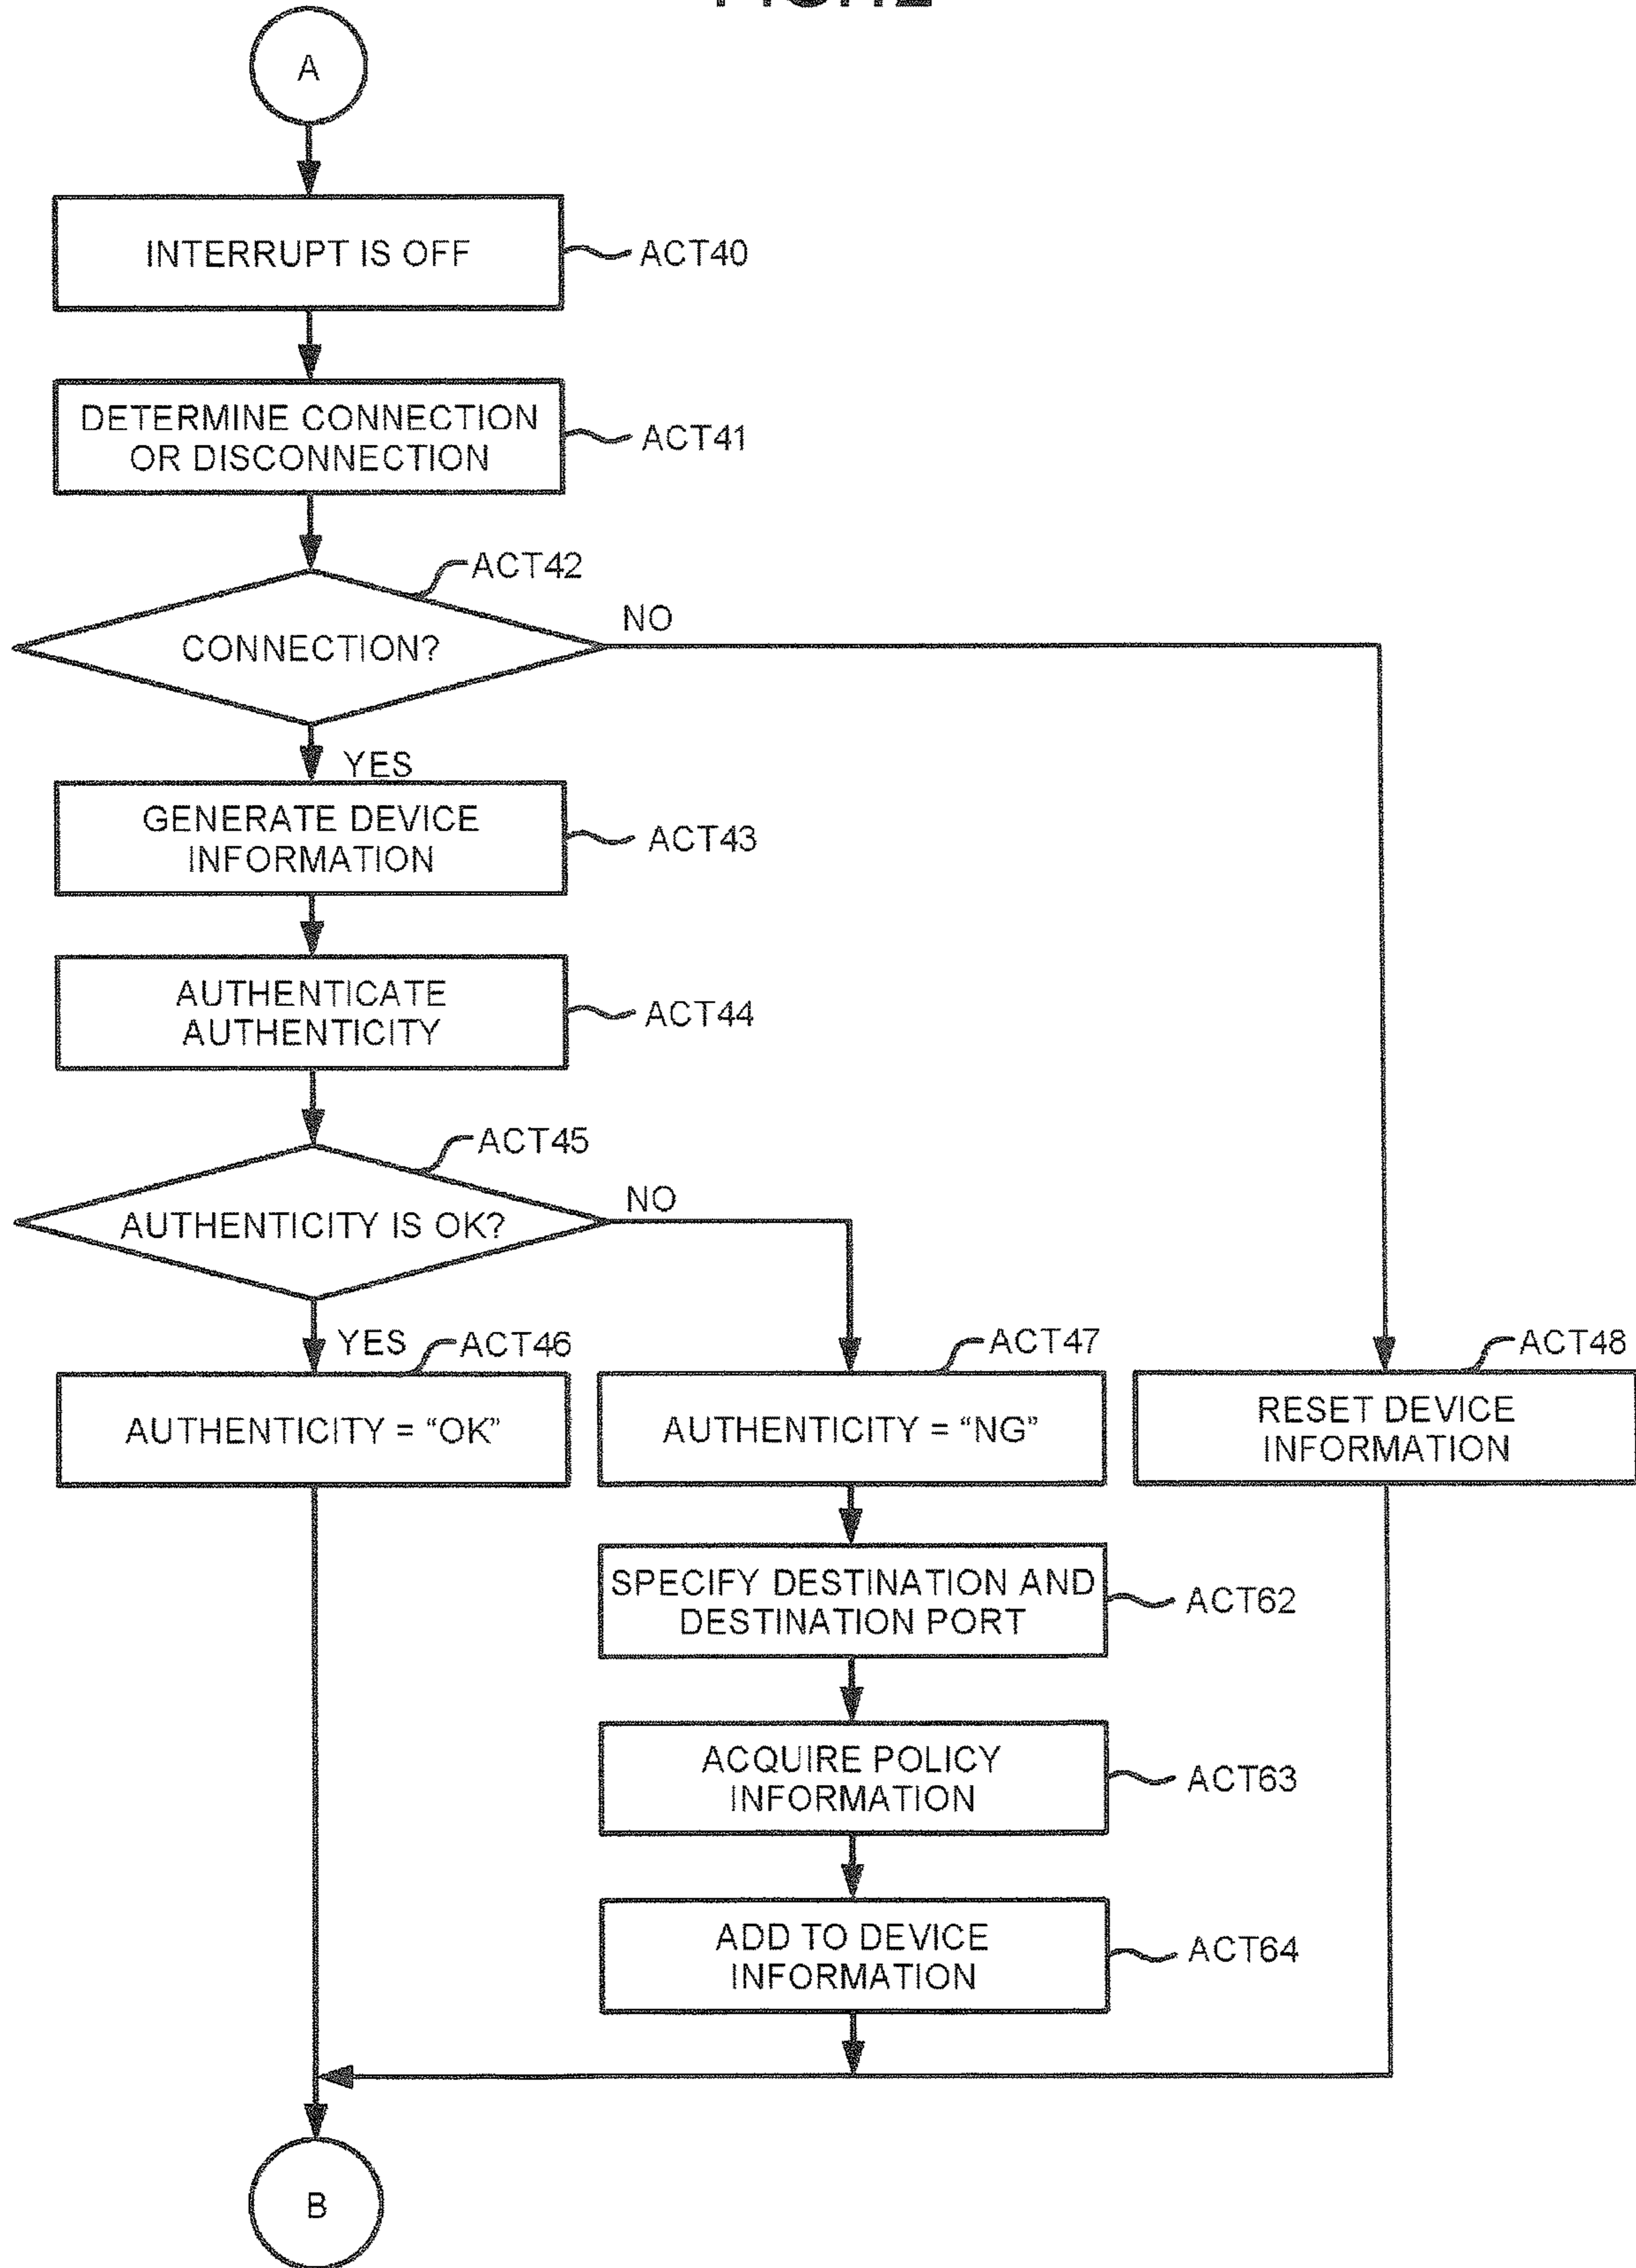 A
INTERRUPT IS OFF
ACT40
DETERMINE CONNECTION
OR DISCONNECTION
ACT41
ACT42
CONNECTION?
NO
YES
GENERATE DEVICE
INFORMATION
ACT43
AUTHENTICATE
AUTHENTICITY
ACT44
ACT45
AUTHENTICITY IS OK?
NO
YES
ACT46
AUTHENTICITY = “OK”
ACT47
AUTHENTICITY = “NG”
ACT48
RESET DEVICE
INFORMATION
SPECIFY DESTINATION AND
DESTINATION PORT
ACT62
ACQUIRE POLICY
INFORMATION
ACT63
ADD TO DEVICE
INFORMATION
ACT64
B